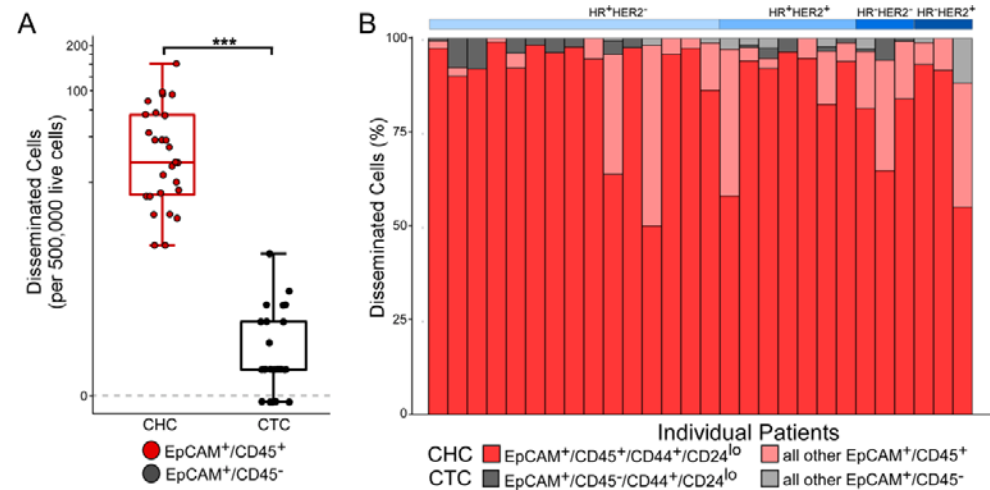 A
Disseminated Cells
(per 500,000 live cells)
200
100
0
***
CHC
CTC
EpCAM⁺/CD45⁺
EpCAM⁺/CD45⁻
B
HR⁺HER2⁻
HR⁺HER2⁺
HR⁻HER2⁻
HR⁻HER2⁺
Disseminated Cells (%)
100
75
50
25
0
Individual Patients
CHC EpCAM⁺/CD45⁺/CD44⁺/CD24ˡᵒ all other EpCAM⁺/CD45⁺
CTC EpCAM⁺/CD45⁻/CD44⁺/CD24ˡᵒ all other EpCAM⁺/CD45⁻